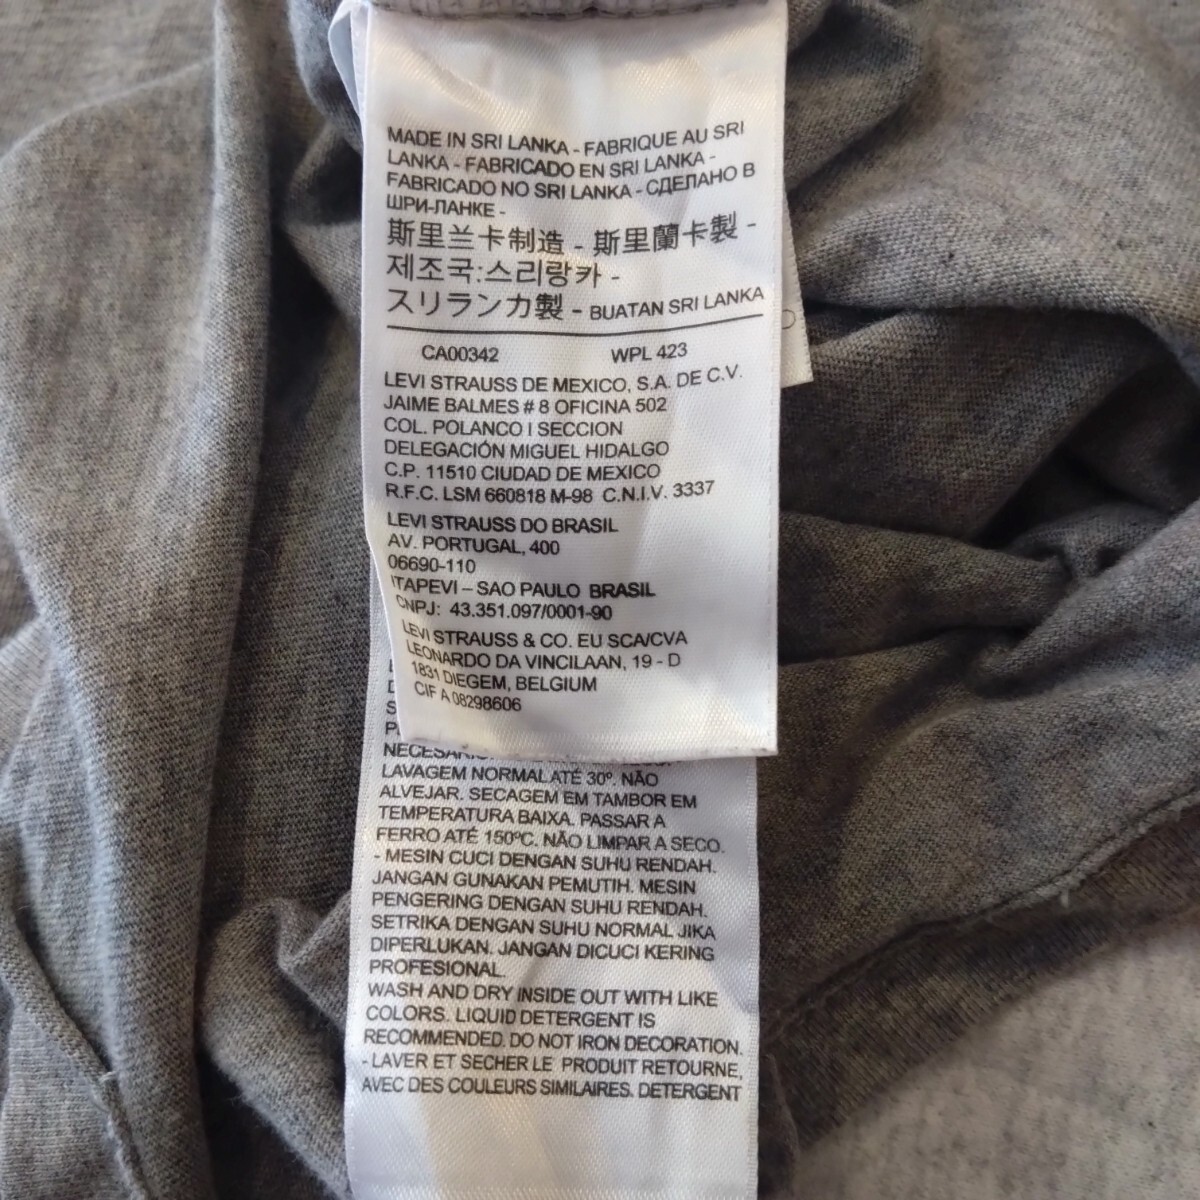 MADE IN SRI LANKA - FABRIQUE AU SRI
LANKA - FABRICADO EN SRI LANKA -
FABRICADO NO SRI LANKA - СДЕЛАНО В
ШРИ-ЛАНКЕ -
斯里兰卡制造 - 斯里蘭卡製 -
제조국:스리랑카 -
スリランカ製 - BUATAN SRI LANKA
CA00342 WPL 423
LEVI STRAUSS DE MEXICO, S.A. DE C.V.
JAIME BALMES # 8 OFICINA 502
COL. POLANCO I SECCION
DELEGACIÓN MIGUEL HIDALGO
C.P. 11510 CIUDAD DE MEXICO
R.F.C. LSM 660818 M-98 C.N.I.V. 3337
LEVI STRAUSS DO BRASIL
AV. PORTUGAL, 400
06690-110
ITAPEVI – SAO PAULO BRASIL
CNPJ: 43.351.097/0001-90
LEVI STRAUSS & CO. EU SCA/CVA
LEONARDO DA VINCILAAN, 19 - D
1831 DIEGEM, BELGIUM
CIF A 08298606
LAVAGEM NORMAL ATÉ 30º. NÃO
ALVEJAR. SECAGEM EM TAMBOR EM
TEMPERATURA BAIXA. PASSAR A
FERRO ATÉ 150ºC. NÃO LIMPAR A SECO.
- MESIN CUCI DENGAN SUHU RENDAH.
JANGAN GUNAKAN PEMUTIH. MESIN
PENGERING DENGAN SUHU RENDAH.
SETRIKA DENGAN SUHU NORMAL JIKA
DIPERLUKAN. JANGAN DICUCI KERING
PROFESIONAL.
WASH AND DRY INSIDE OUT WITH LIKE
COLORS. LIQUID DETERGENT IS
RECOMMENDED. DO NOT IRON DECORATION.
- LAVER ET SECHER LE PRODUIT RETOURNE,
AVEC DES COULEURS SIMILAIRES. DETERGENT